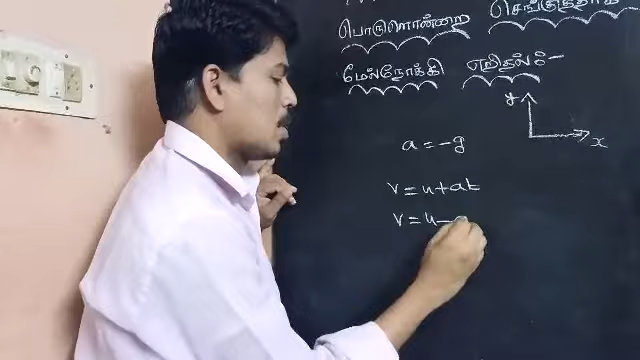 பொருளொன்றை செங்குத்தாக
மேல்நோக்கி எறிதல் :-
y
x
a = -g
v = u + at
v = u -